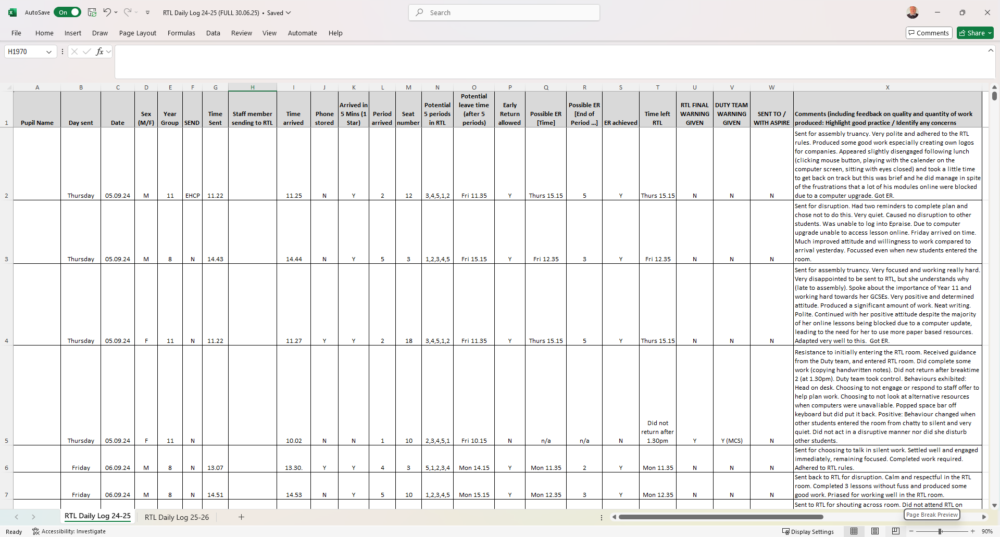 AutoSave On RTL Daily Log 24-25 (FULL 30.06.25) • Saved Search
File Home Insert Draw Page Layout Formulas Data Review View Automate Help Comments Share
H1970 fx
A B C D E F G H I J K L M N O P Q R S T U V W X
1 Pupil Name Day sent Date Sex (M/F) Year Group SEND Time Sent Staff member sending to RTL Time arrived Phone stored Arrived in 5 Mins (1 Star) Period arrived Seat number Potential 5 periods in RTL Potential leave time (after 5 periods) Early Return allowed Possible ER [Time] Possible ER [End of Period ...] ER achieved Time left RTL RTL FINAL WARNING GIVEN DUTY TEAM WARNING GIVEN SENT TO / WITH ASPIRE Comments (including feedback on quality and quantity of work produced: Highlight good practice / Identify any concerns
2 Thursday 05.09.24 M 11 EHCP 11.22 11.25 N Y 2 12 3,4,5,1,2 Fri 11.35 Y Thurs 15.15 5 Y Thurs 15.15 N N N
Sent for assembly truancy. Very polite and adhered to the RTL
rules. Produced some good work especially creating own logos
for companies. Appeared slightly disengaged following lunch
(clicking mouse button, playing with the calender on the
computer screen, sitting with eyes closed) and took a little time
to get back on track but this was brief and he did manage in spite
of the frustrations that a lot of his modules online were blocked
due to a computer upgrade. Got ER.
3 Thursday 05.09.24 M 8 N 14.43 14.44 N Y 5 3 1,2,3,4,5 Fri 15.15 Y Fri 12.35 3 Y Fri 12.35 N N N
Sent for disruption. Had two reminders to complete plan and
chose not to do this. Very quiet. Caused no disruption to other
students. Was unable to log into Epraise. Due to computer
upgrade unable to access lesson online. Friday arrived on time.
Much improved attitude and willingness to work compared to
arrival yesterday. Focussed even when new students entered the
room.
4 Thursday 05.09.24 F 11 N 11.22 11.27 Y Y 2 18 3,4,5,1,2 Fri 11.35 Y Thurs 15.15 5 Y Thurs 15.15 N N N
Sent for assembly truancy. Very focused and working really hard.
Very disappointed to be sent to RTL, but she understands why
(late to assembly). Spoke about the importance of Year 11 and
working hard towards her GCSEs. Very positive and determined
attitude. Produced a significant amount of work. Neat writing.
Polite. Continued with her positive attitude despite the majority
of her online lessons being blocked due to a computer update,
leading to the need for her to use more paper based resources.
Adapted very well to this. Got ER.
5 Thursday 05.09.24 F 11 N 10.02 N N 1 10 2,3,4,5,1 Fri 10.15 N n/a n/a N Did not return after 1.30pm Y Y (MCS) N
Resistance to initially entering the RTL room. Received guidance
from the Duty team, and entered RTL room. Did complete some
work (copying handwritten notes). Did not return after breaktime
2 (at 1.30pm). Duty team took control. Behaviours exhibited:
Head on desk. Choosing to not engage or respond to staff offer to
help plan work. Choosing to not look at alternative resources
when computers were unavaliable. Popped space bar off
keyboard but did put it back. Positive: Behaviour changed when
other students entered the room from chatty to silent and very
quiet. Did not act in a disruptive manner nor did she disturb
other students.
6 Friday 06.09.24 M 8 N 13.07 13.30. Y Y 4 3 5,1,2,3,4 Mon 14.15 Y Mon 11.35 2 Y Mon 11.35 N N N
Sent for choosing to talk in silent work. Settled well and engaged
immediately, remaining focused. Completed work required.
Adhered to RTL rules.
7 Friday 06.09.24 M 8 N 14.51 14.53 N Y 5 10 1,2,3,4,5 Mon 15.15 Y Mon 12.35 3 Y Mon 12.35 N N N
Sent back to RTL for disruption. Calm and respectful in the RTL
room. Completed 3 lessons without fuss and produced some
good work. Priased for working well in the RTL room.
Sent to RTL for shouting across room. Did not attend RTL on
RTL Daily Log 24-25 RTL Daily Log 25-26
Page Break Preview
Ready Accessibility: Investigate Display Settings 90%